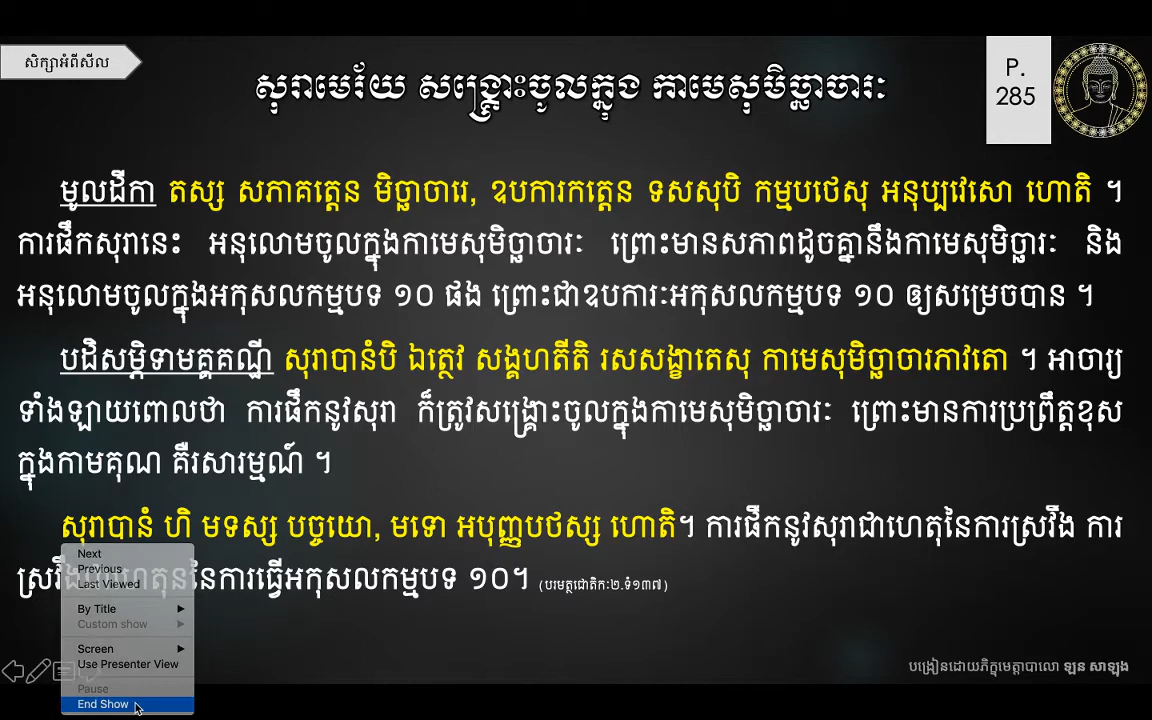 សិក្សាអំពីសីល
សុរាមេរ័យ សង្គ្រោះចូលក្នុង កាមេសុមិច្ឆាចារៈ
P.
285
មូលដីកា តស្ស សភាគត្តេន មិច្ឆាចារេ, ឧបការកត្តេន ទសសុបិ កម្មបថេសុ អនុប្បវេសោ ហោតិ ។
ការផឹកសុរានេះ អនុលោមចូលក្នុងកាមេសុមិច្ឆាចារៈ ព្រោះមានសភាពដូចគ្នានឹងកាមេសុមិច្ឆារៈ និង
អនុលោមចូលក្នុងអកុសលកម្មបទ ១០ ផង ព្រោះជាឧបការៈអកុសលកម្មបទ ១០ ឲ្យសម្រេចបាន ។
បដិសម្ភិទាមគ្គគណ្ឋី សុរាបានំបិ ឯត្ថេវ សង្គហតីតិ រសសង្ខាតេសុ កាមេសុមិច្ឆាចារភាវតោ ។ អាចារ្យ
ទាំងឡាយពោលថា ការផឹកនូវសុរា ក៏ត្រូវសង្គ្រោះចូលក្នុងកាមេសុមិច្ឆាចារៈ ព្រោះមានការប្រព្រឹត្តខុស
ក្នុងកាមគុណ គឺរសារម្មណ៍ ។
សុរាបានំ ហិ មទស្ស បច្ចយោ, មទោ អបុញ្ញបថស្ស ហោតិ។ ការផឹកនូវសុរាជាហេតុនៃការស្រវឹង ការ
ស្រវឹងជាហេតុនៃការធ្វើអកុសលកម្មបទ ១០។ (បរមត្ថជោតិកៈ២.ទំ១៣៧)
Next
Previous
Last Viewed
By Title
Custom show
Screen
Use Presenter View
Pause
End Show
បង្រៀនដោយភិក្ខុមេត្តាបាលោ ឡន សាឡុង